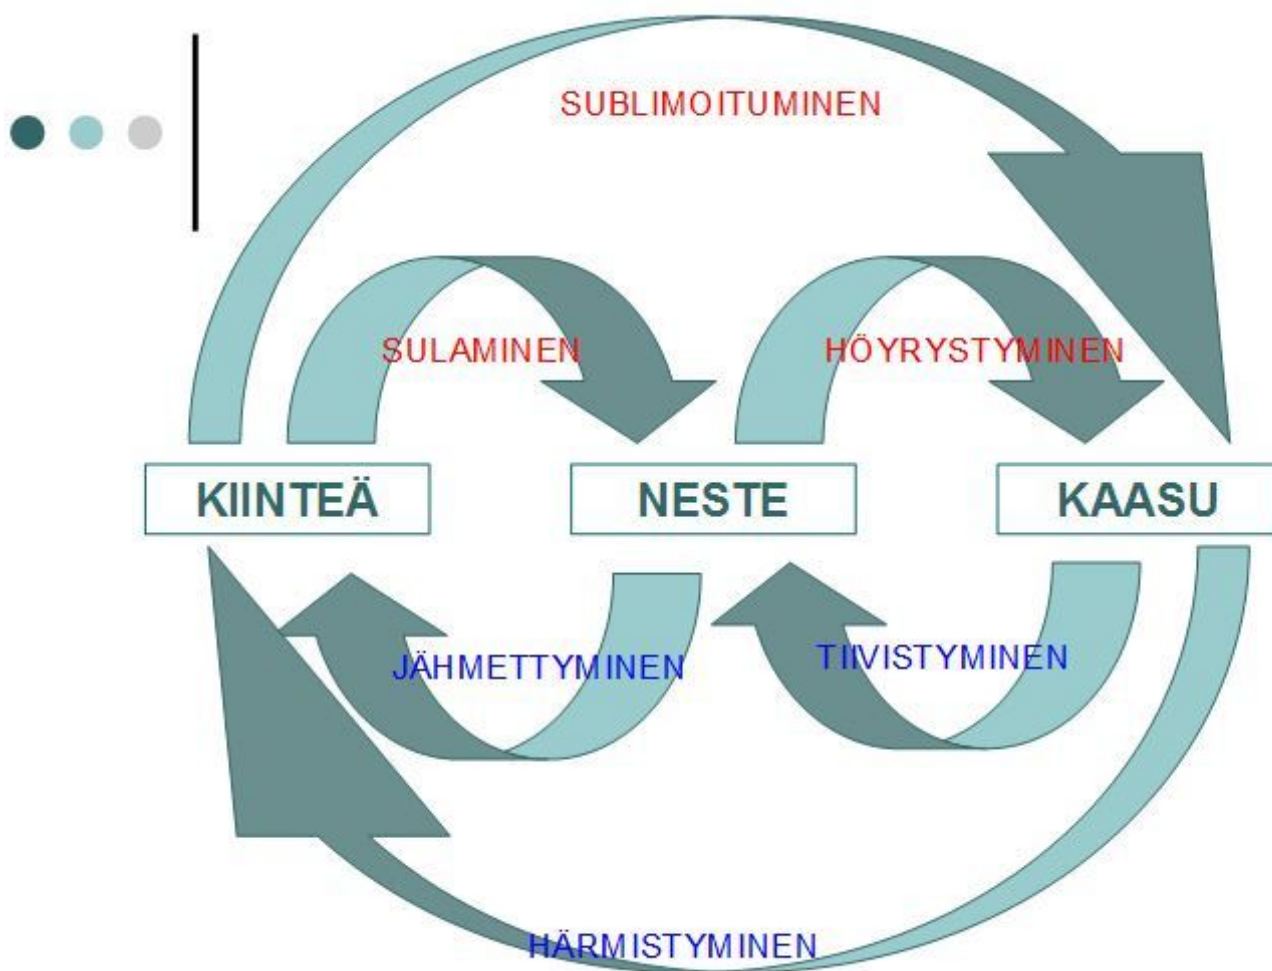 SUBLIMOITUMINEN
SULAMINEN
HÖYRYSTYMINEN
KIINTEÄ
NESTE
KAASU
JÄHMETTYMINEN
TIIVISTYMINEN
HÄRMISTYMINEN